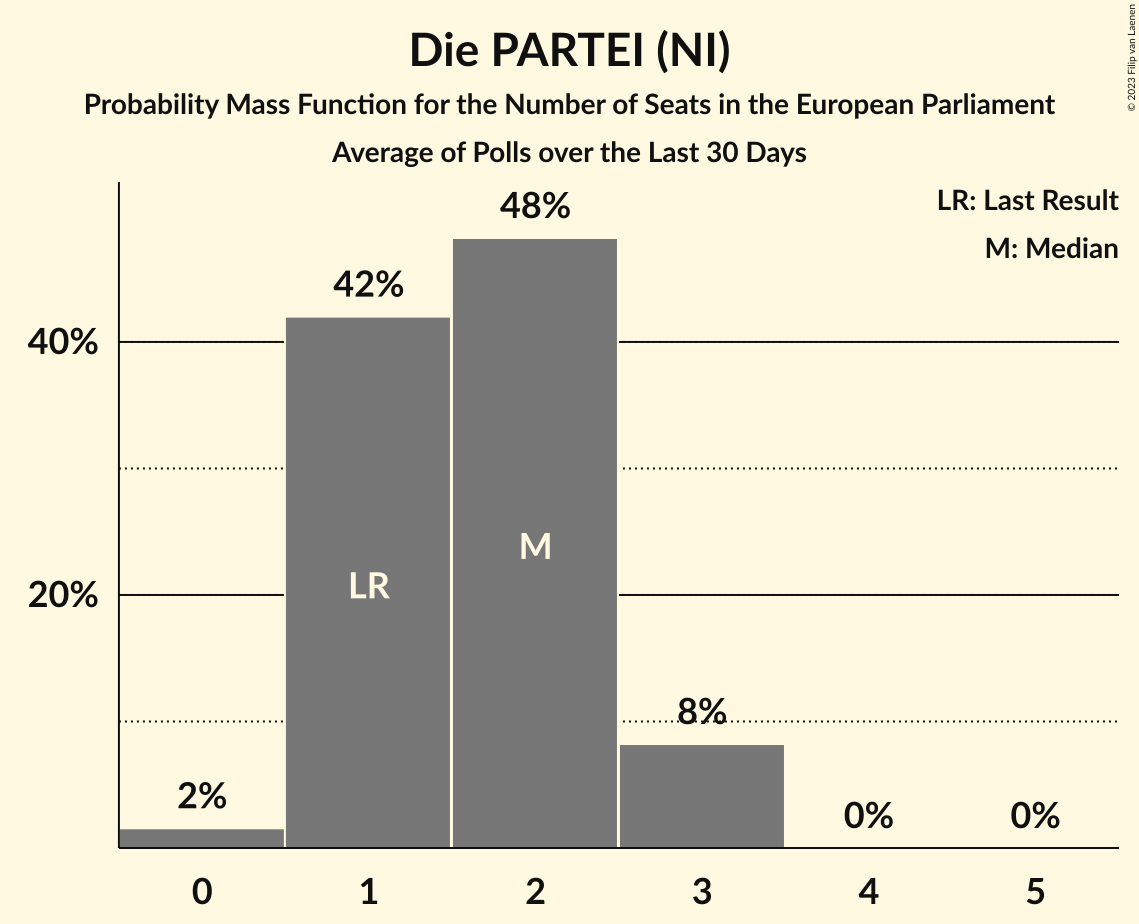 Die PARTEI (NI)
Probability Mass Function for the Number of Seats in the European Parliament
Average of Polls over the Last 30 Days
© 2023 Filip van Laenen
LR: Last Result
M: Median
48%
42%
40%
M
LR
20%
8%
2%
0%
0%
0 1 2 3 4 5